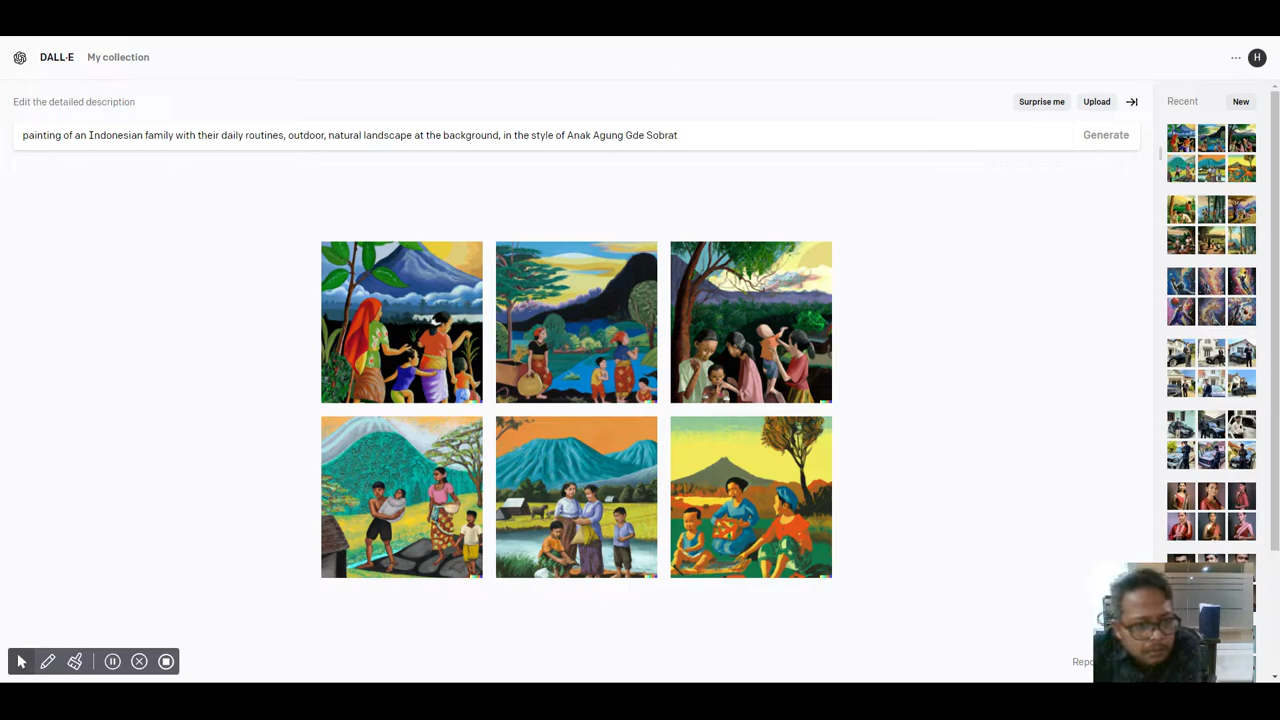 DALL·E My collection
··· H
Edit the detailed description
Surprise me Upload
Recent New
painting of an Indonesian family with their daily routines, outdoor, natural landscape at the background, in the style of Anak Agung Gde Sobrat
Generate